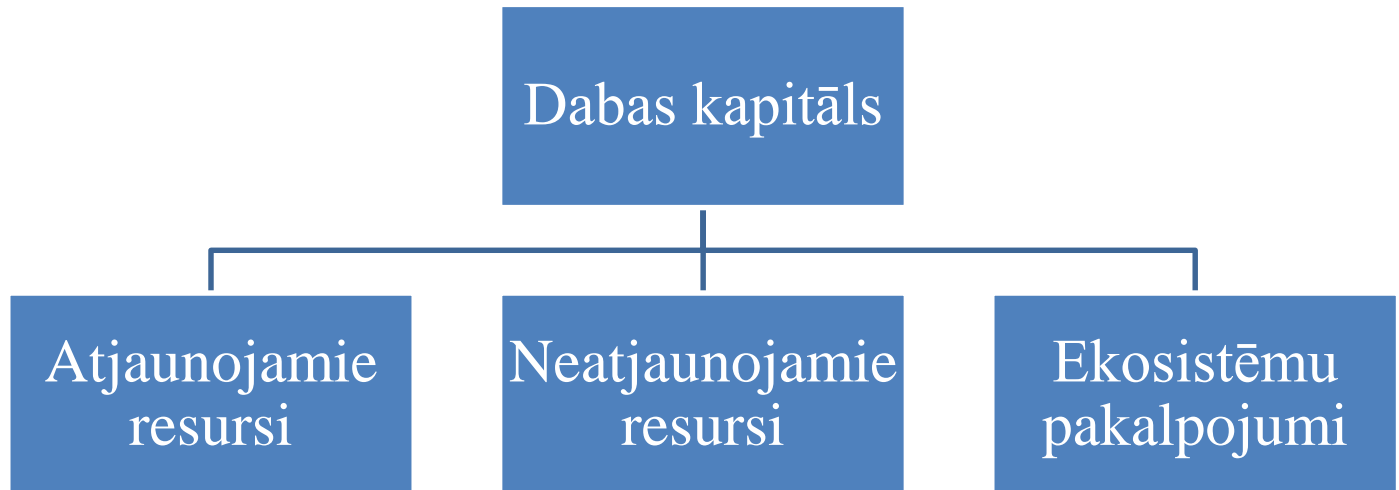 Dabas kapitāls
Atjaunojamie
resursi
Neatjaunojamie
resursi
Ekosistēmu
pakalpojumi